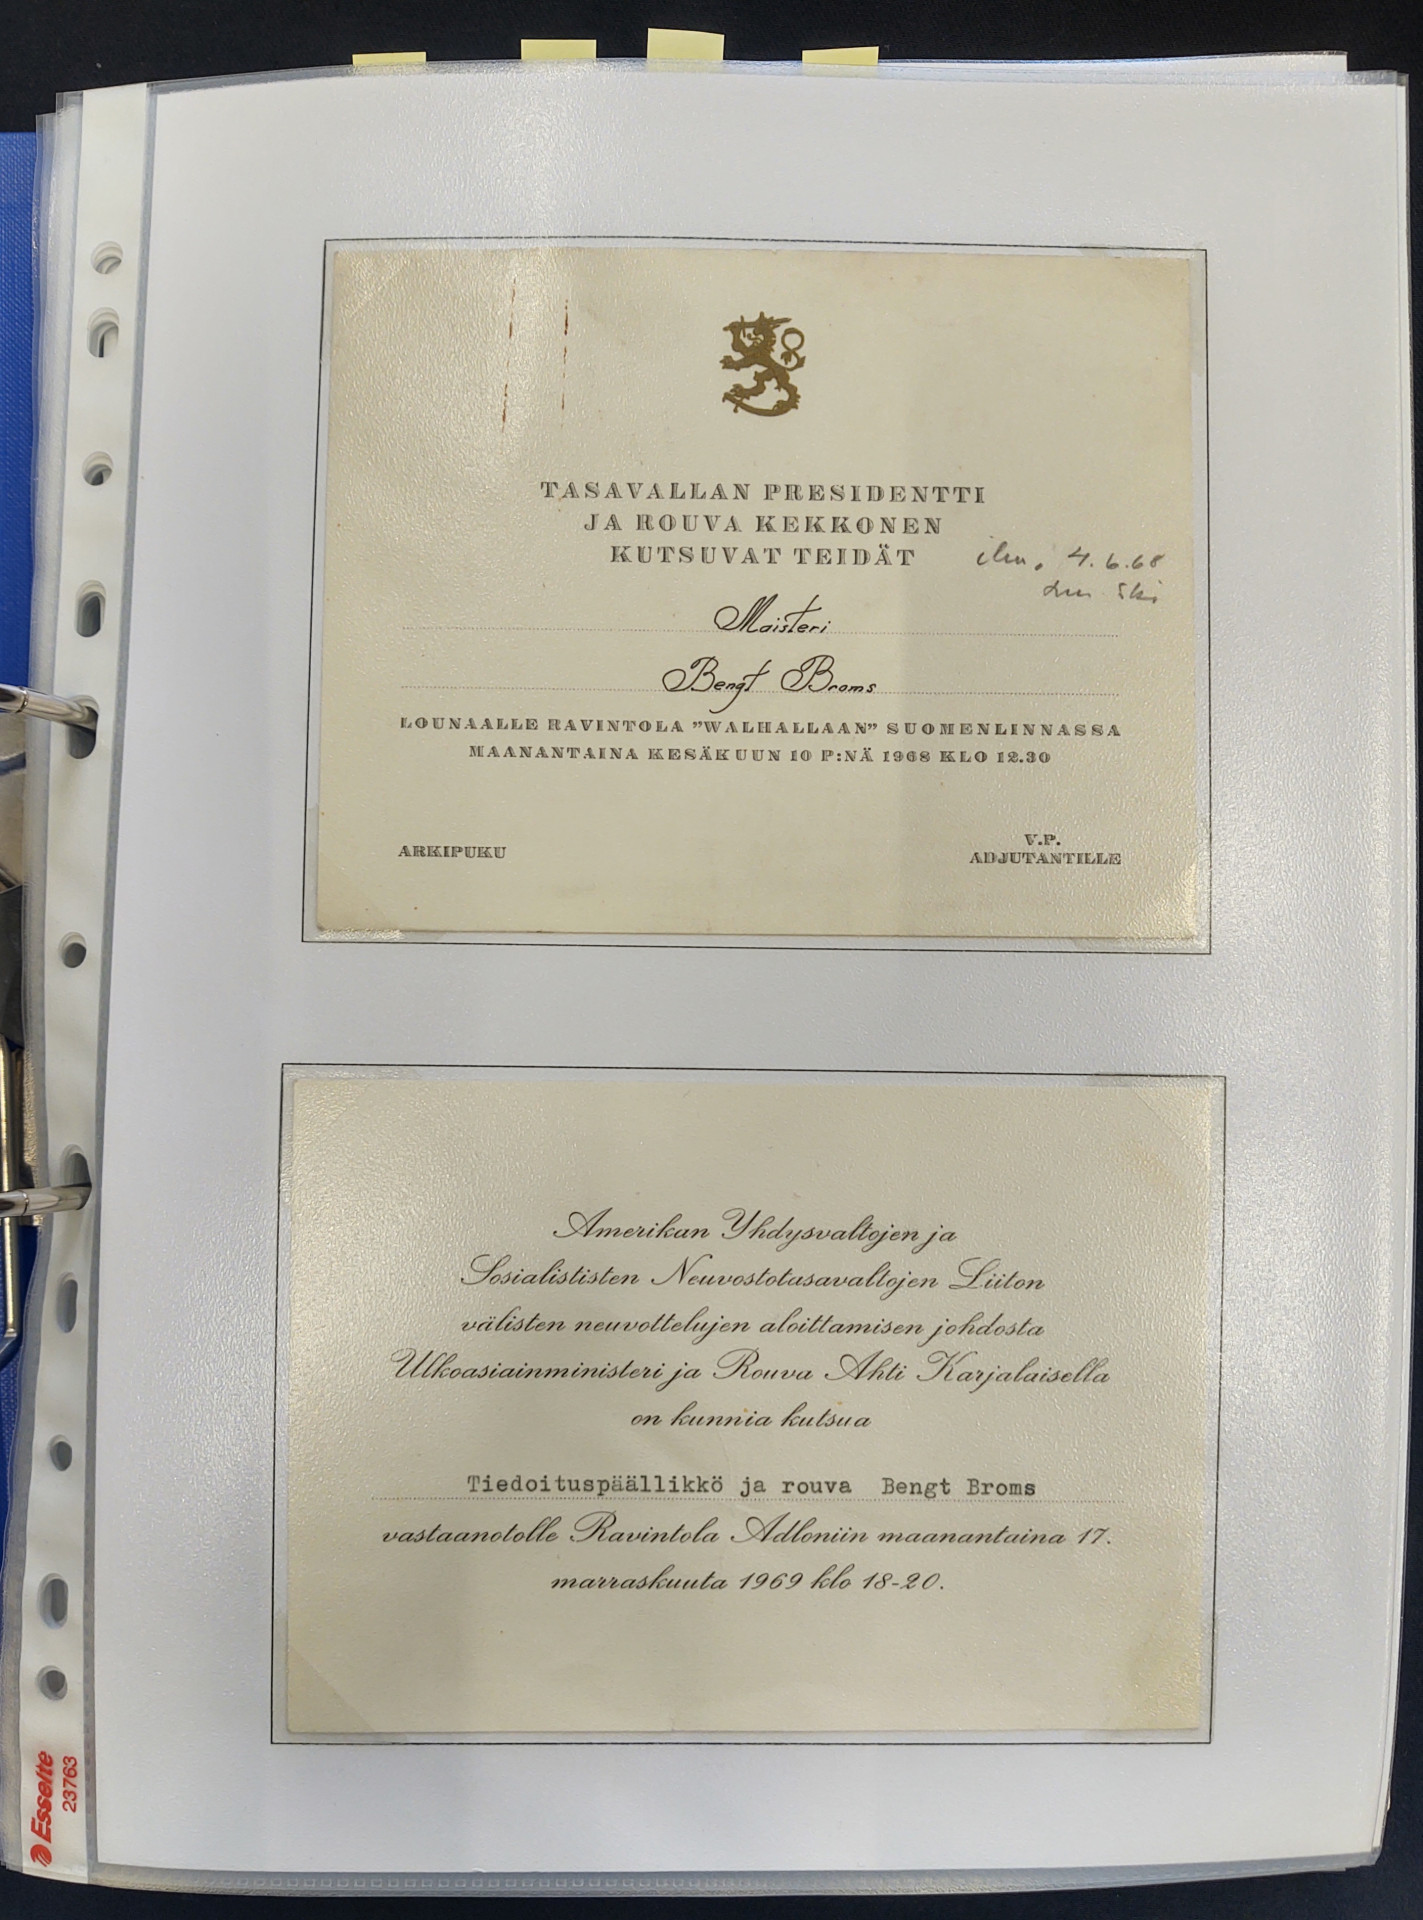 TASAVALLAN PRESIDENTTI
JA ROUVA KEKKONEN
KUTSUVAT TEIDÄT
ilm. 4.6.68
Maisteri
Bengt Broms
LOUNAALLE RAVINTOLA "WALHALLAAN" SUOMENLINNASSA
MAANANTAINA KESÄKUUN 10 P:NÄ 1968 KLO 12.30
ARKIPUKU
V.P.
ADJUTANTILLE
Amerikan Yhdysvaltojen ja
Sosialististen Neuvostotasavaltojen Liiton
välisten neuvottelujen aloittamisen johdosta
Ulkoasiainministeri ja Rouva Ahti Karjalaisella
on kunnia kutsua
Tiedoituspäällikkö ja rouva Bengt Broms
vastaanotolle Ravintola Adloniin maanantaina 17.
marraskuuta 1969 klo 18-20.
Esselte
23763